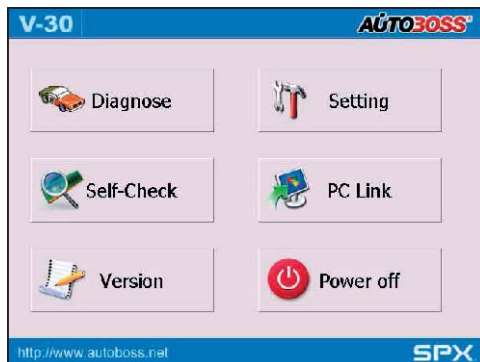 V-30 AUTOBOSS®
Diagnose Setting
Self-Check PC Link
Version Power off
http://www.autoboss.net SPX